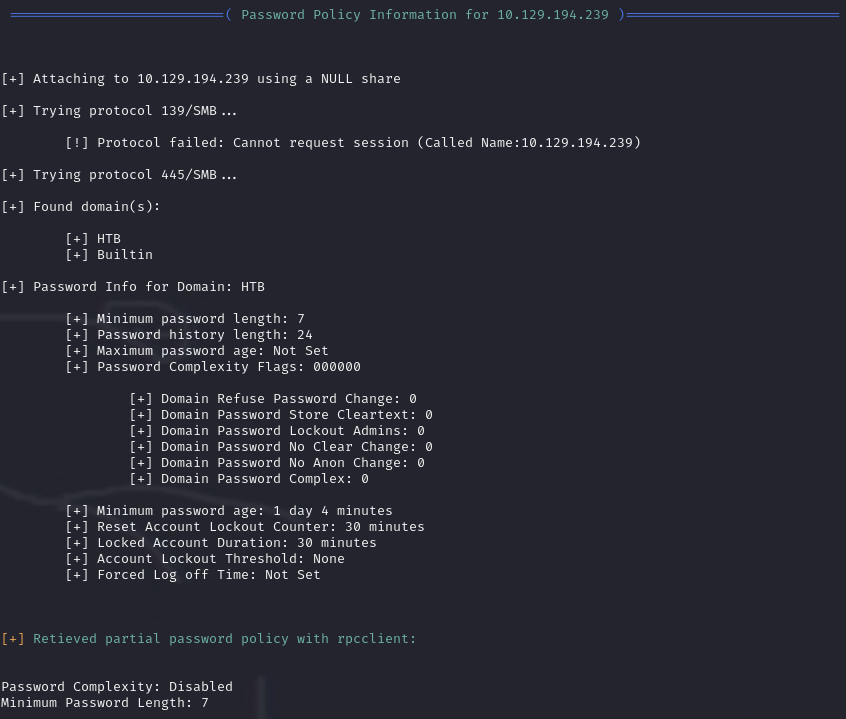 ( Password Policy Information for 10.129.194.239 )
[+] Attaching to 10.129.194.239 using a NULL share
[+] Trying protocol 139/SMB...
[!] Protocol failed: Cannot request session (Called Name:10.129.194.239)
[+] Trying protocol 445/SMB...
[+] Found domain(s):
[+] HTB
[+] Builtin
[+] Password Info for Domain: HTB
[+] Minimum password length: 7
[+] Password history length: 24
[+] Maximum password age: Not Set
[+] Password Complexity Flags: 000000
[+] Domain Refuse Password Change: 0
[+] Domain Password Store Cleartext: 0
[+] Domain Password Lockout Admins: 0
[+] Domain Password No Clear Change: 0
[+] Domain Password No Anon Change: 0
[+] Domain Password Complex: 0
[+] Minimum password age: 1 day 4 minutes
[+] Reset Account Lockout Counter: 30 minutes
[+] Locked Account Duration: 30 minutes
[+] Account Lockout Threshold: None
[+] Forced Log off Time: Not Set
[+] Retieved partial password policy with rpcclient:
Password Complexity: Disabled
Minimum Password Length: 7